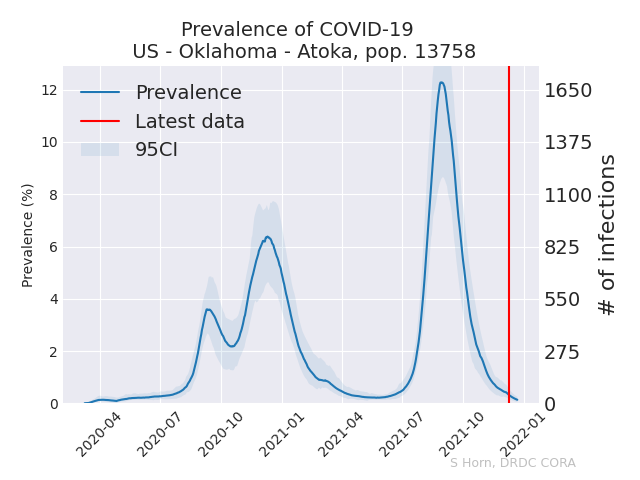 Prevalence of COVID-19
US - Oklahoma - Atoka, pop. 13758
Prevalence
Latest data
95CI
Prevalence (%)
0
2
4
6
8
10
12
# of infections
0
275
550
825
1100
1375
1650
2020-04
2020-07
2020-10
2021-01
2021-04
2021-07
2021-10
2022-01
S Horn, DRDC CORA